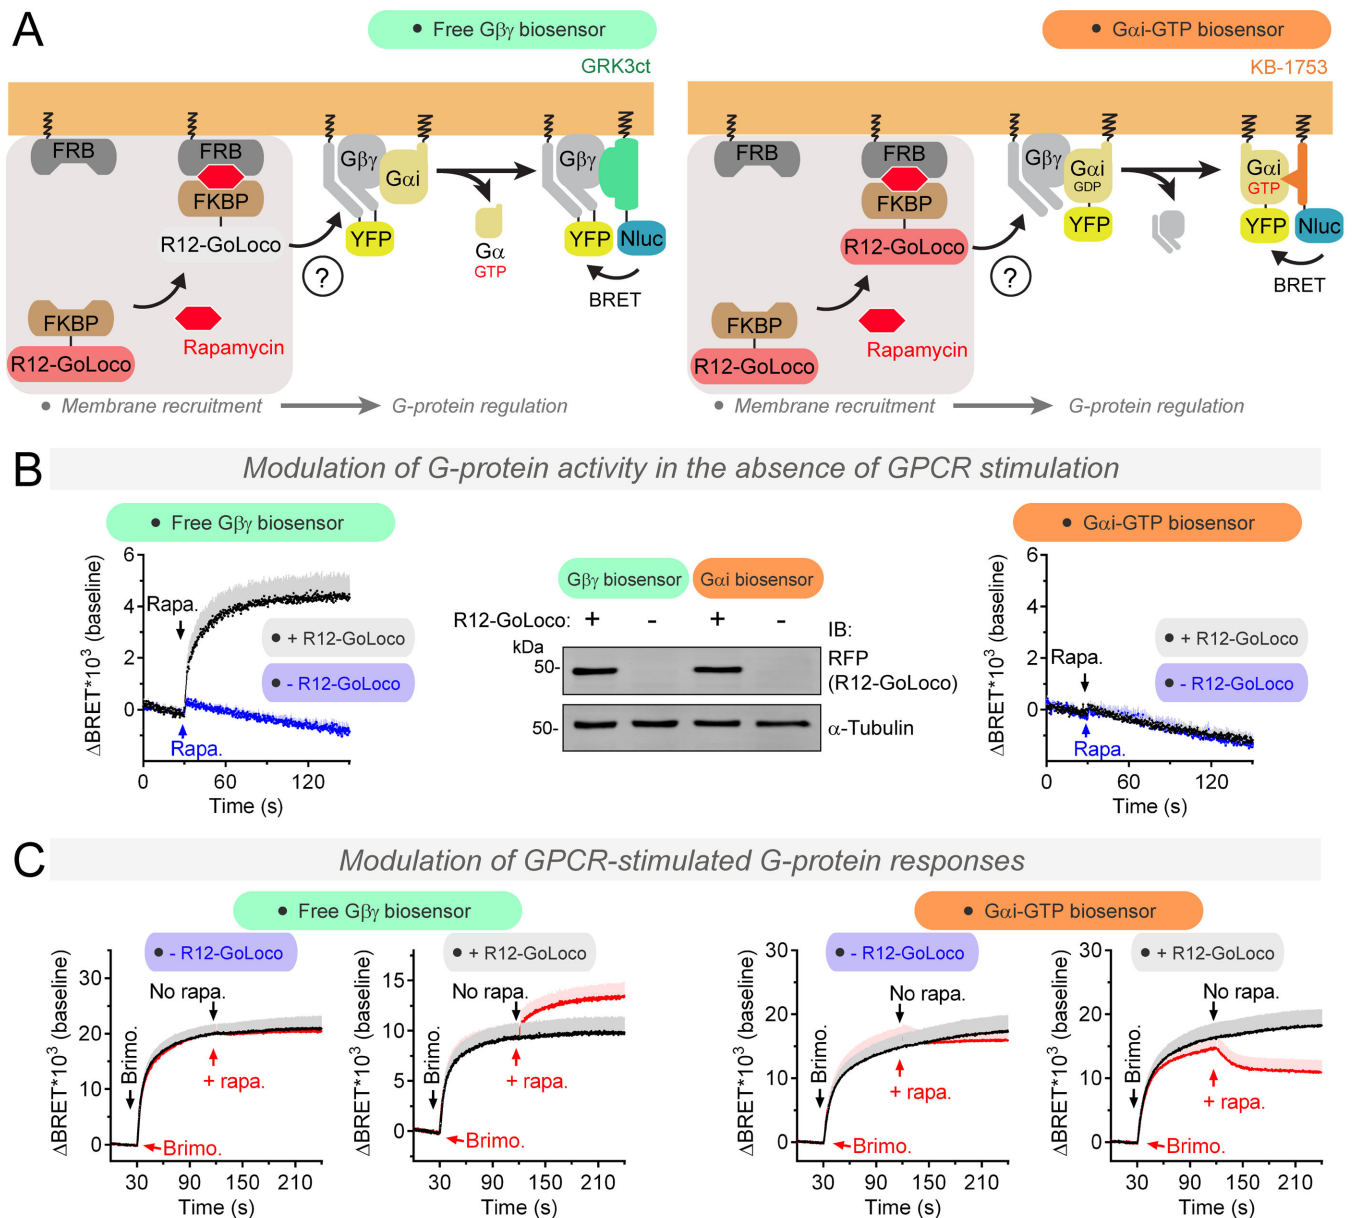 A
• Free Gβγ biosensor
GRK3ct
FRB
FRB
FKBP
R12-GoLoco
FKBP
R12-GoLoco
Rapamycin
?
Gβγ
Gαi
YFP
Gα
GTP
Gβγ
YFP
Nluc
BRET
• Membrane recruitment
G-protein regulation
• Gαi-GTP biosensor
KB-1753
FRB
FRB
FKBP
R12-GoLoco
FKBP
R12-GoLoco
Rapamycin
?
Gβγ
Gαi
GDP
YFP
Gαi
GTP
YFP
Nluc
BRET
• Membrane recruitment
G-protein regulation
B
Modulation of G-protein activity in the absence of GPCR stimulation
• Free Gβγ biosensor
ΔBRET*10³ (baseline)
6
4
2
0
Rapa.
• + R12-GoLoco
• - R12-GoLoco
Rapa.
0
60
120
Time (s)
Gβγ biosensor
Gαi biosensor
R12-GoLoco: + - + -
kDa
IB:
50-
RFP
(R12-GoLoco)
50-
α-Tubulin
• Gαi-GTP biosensor
ΔBRET*10³ (baseline)
6
4
2
0
Rapa.
• + R12-GoLoco
• - R12-GoLoco
Rapa.
0
60
120
Time (s)
C
Modulation of GPCR-stimulated G-protein responses
• Free Gβγ biosensor
• - R12-GoLoco
ΔBRET*10³ (baseline)
30
20
10
0
No rapa.
Brimo.
+ rapa.
Brimo.
30 90 150 210
Time (s)
• + R12-GoLoco
ΔBRET*10³ (baseline)
15
10
5
0
No rapa.
Brimo.
+ rapa.
Brimo.
30 90 150 210
Time (s)
• Gαi-GTP biosensor
• - R12-GoLoco
ΔBRET*10³ (baseline)
30
20
10
0
No rapa.
Brimo.
+ rapa.
Brimo.
30 90 150 210
Time (s)
• + R12-GoLoco
ΔBRET*10³ (baseline)
30
20
10
0
No rapa.
Brimo.
+ rapa.
Brimo.
30 90 150 210
Time (s)